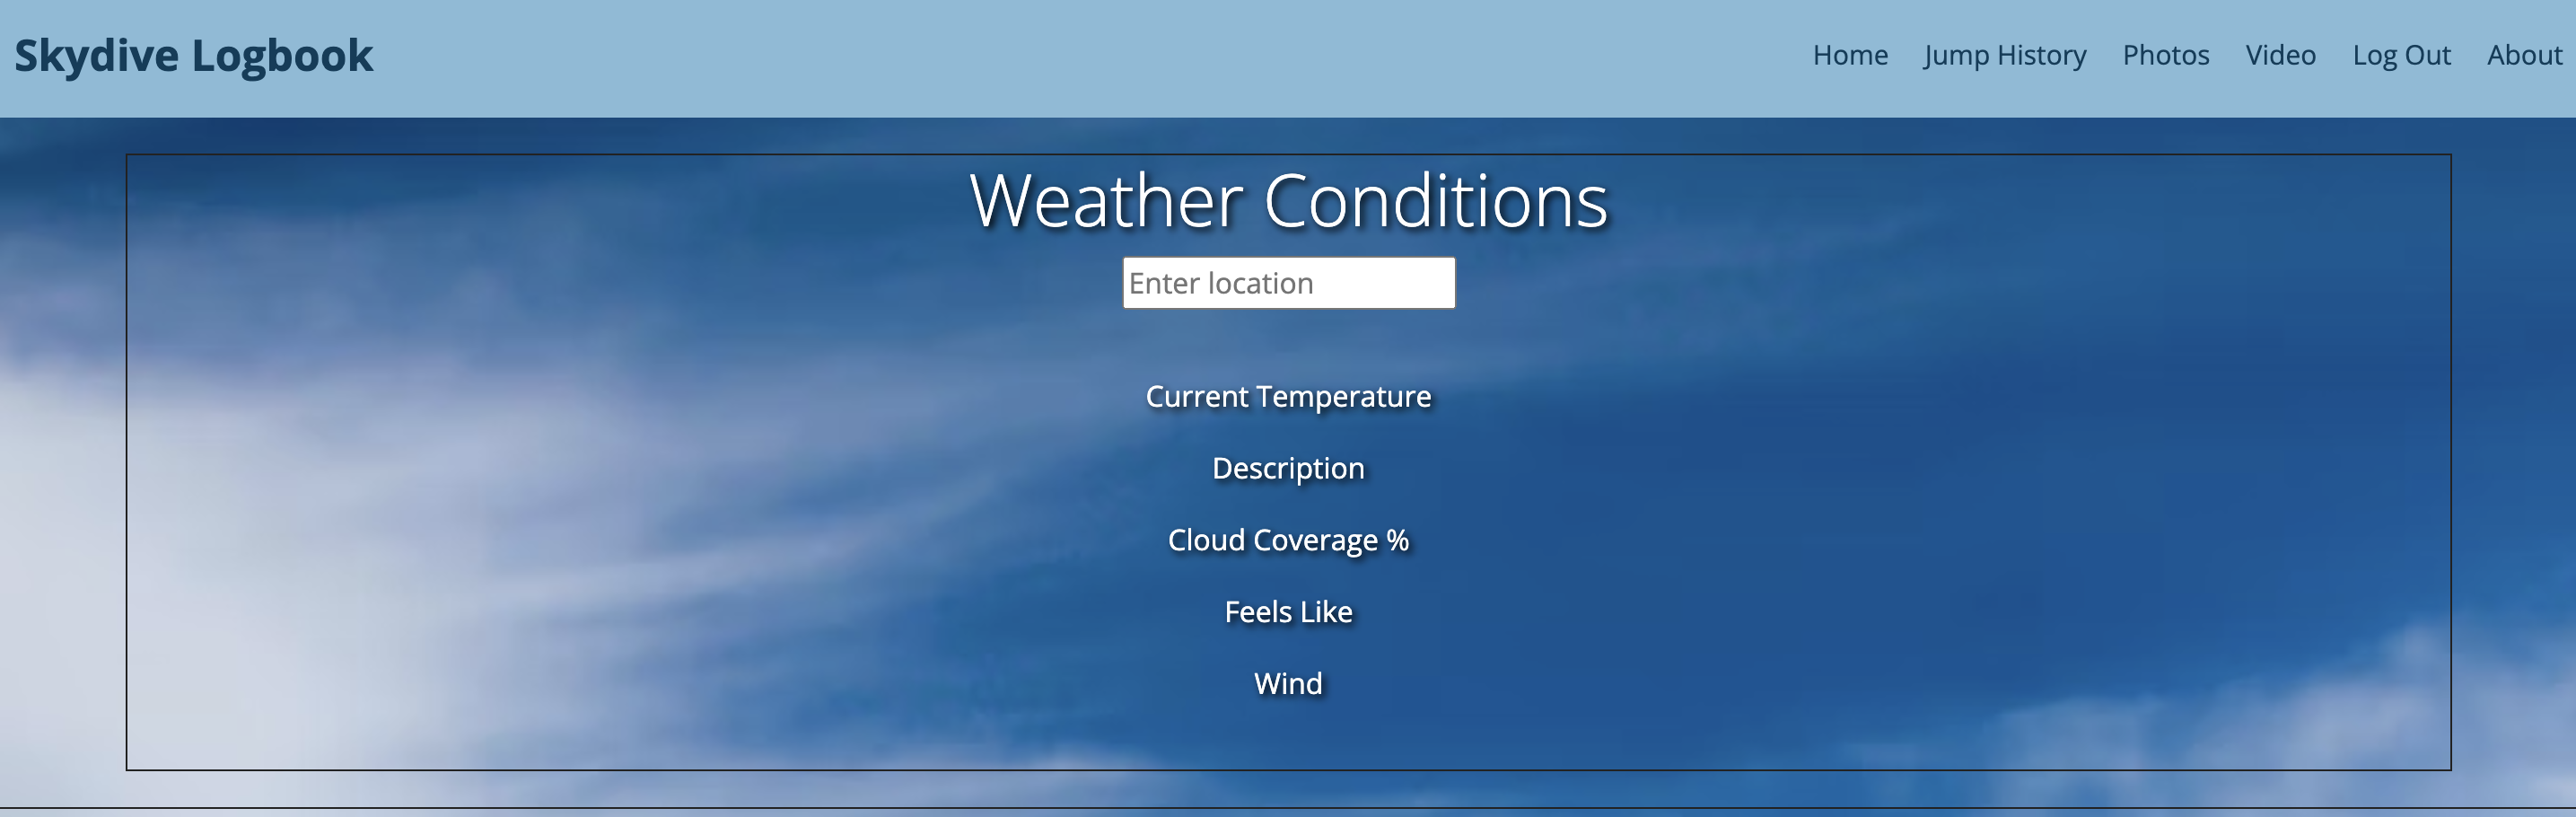 Skydive Logbook
Home Jump History Photos Video Log Out About
Weather Conditions
Enter location
Current Temperature
Description
Cloud Coverage %
Feels Like
Wind